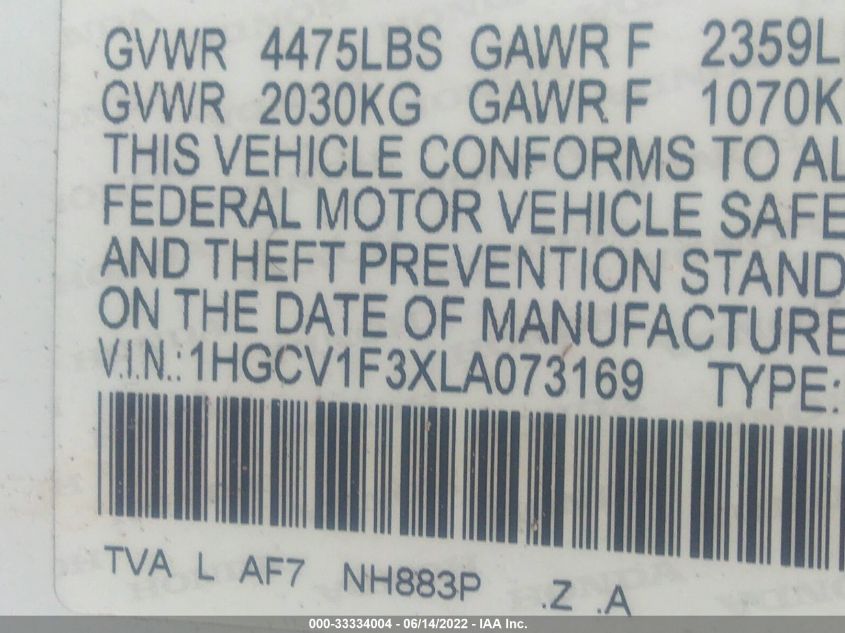 GVWR 4475LBS GAWR F 2359L
GVWR 2030KG GAWR F 1070K
THIS VEHICLE CONFORMS TO AL
FEDERAL MOTOR VEHICLE SAFE
AND THEFT PREVENTION STAND
ON THE DATE OF MANUFACTURE
V.I.N.: 1HGCV1F3XLA073169 TYPE:
TVA L AF7 NH883P .Z .A
000-33334004 - 06/14/2022 - IAA Inc.